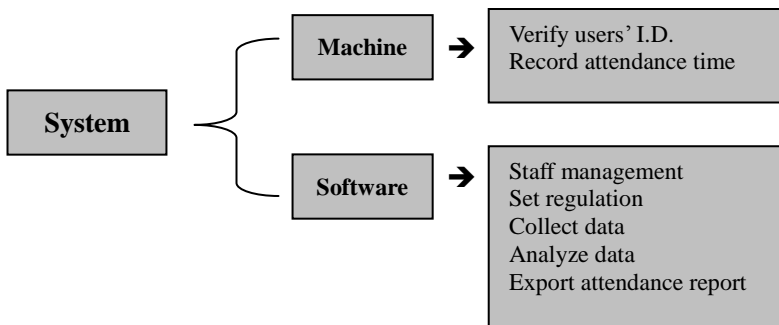 System
Machine
Verify users’ I.D.
Record attendance time
Software
Staff management
Set regulation
Collect data
Analyze data
Export attendance report